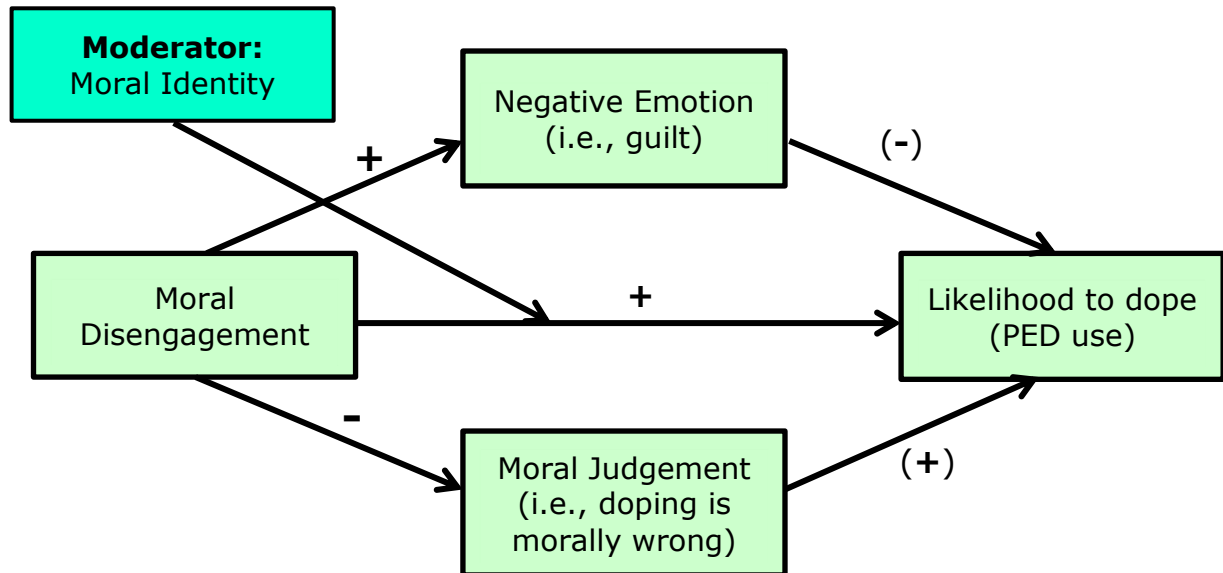 Moderator:
Moral Identity
Negative Emotion
(i.e., guilt)
(-)
+
Moral
Disengagement
+
Likelihood to dope
(PED use)
-
Moral Judgement
(i.e., doping is
morally wrong)
(+)